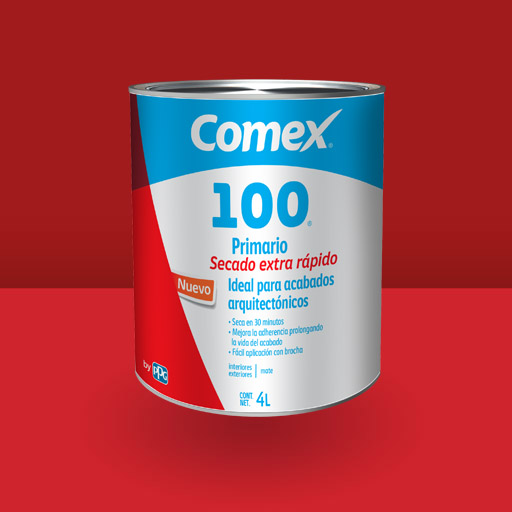 Comex®
100®
Primario
Secado extra rápido
Nuevo
Ideal para acabados
arquitectónicos
• Seca en 30 minutos
• Mejora la adherencia prolongando
la vida del acabado
• Fácil aplicación con brocha
interiores
exteriores | mate
by PPG
CONT.
NET. 4L